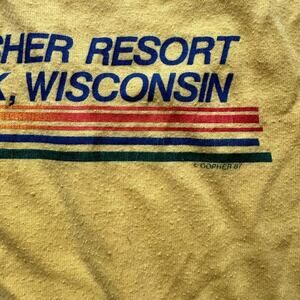 CHER RESORT
K, WISCONSIN
© GOPHER 87